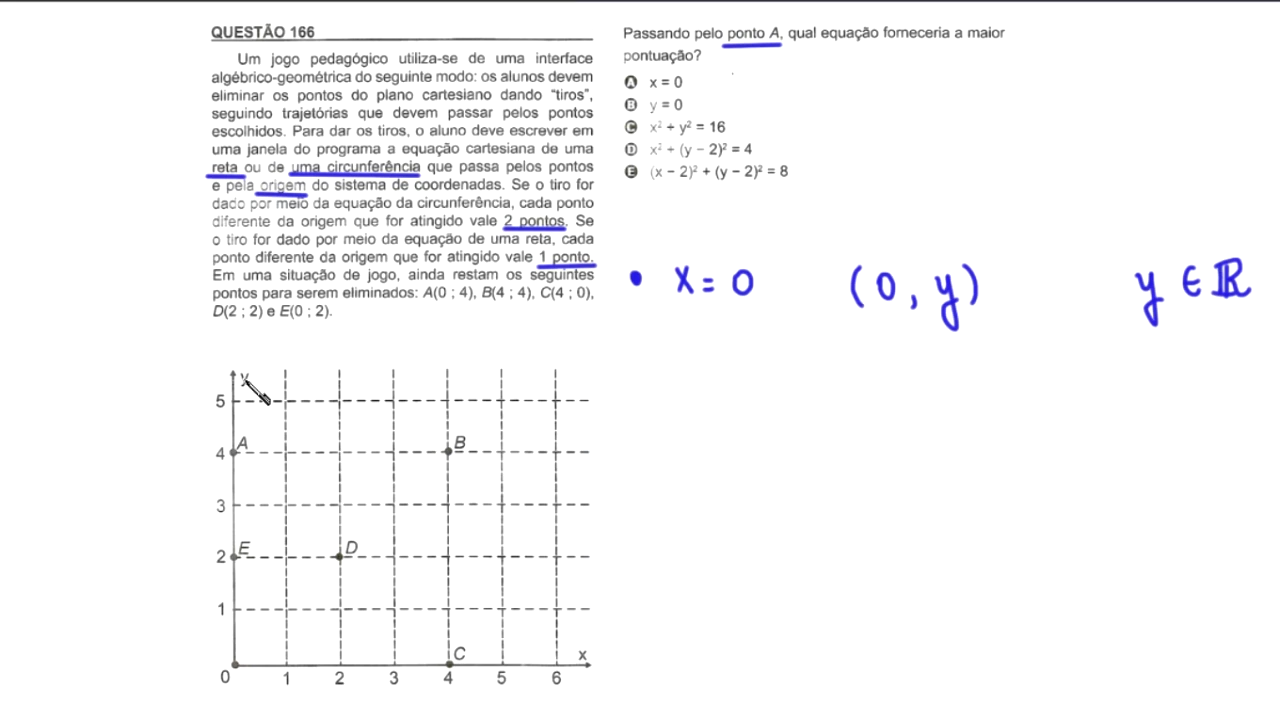 QUESTÃO 166
Um jogo pedagógico utiliza-se de uma interface
algébrico-geométrica do seguinte modo: os alunos devem
eliminar os pontos do plano cartesiano dando “tiros”,
seguindo trajetórias que devem passar pelos pontos
escolhidos. Para dar os tiros, o aluno deve escrever em
uma janela do programa a equação cartesiana de uma
reta ou de uma circunferência que passa pelos pontos
e pela origem do sistema de coordenadas. Se o tiro for
dado por meio da equação da circunferência, cada ponto
diferente da origem que for atingido vale 2 pontos. Se
o tiro for dado por meio da equação de uma reta, cada
ponto diferente da origem que for atingido vale 1 ponto.
Em uma situação de jogo, ainda restam os seguintes
pontos para serem eliminados: A(0 ; 4), B(4 ; 4), C(4 ; 0),
D(2 ; 2) e E(0 ; 2).
y
5
A
B
4
3
E
D
2
1
C
x
0 1 2 3 4 5 6
Passando pelo ponto A, qual equação forneceria a maior
pontuação?
A x = 0
B y = 0
C x² + y² = 16
D x² + (y – 2)² = 4
E (x – 2)² + (y – 2)² = 8
• x = 0 (0, y) y ∈ ℝ